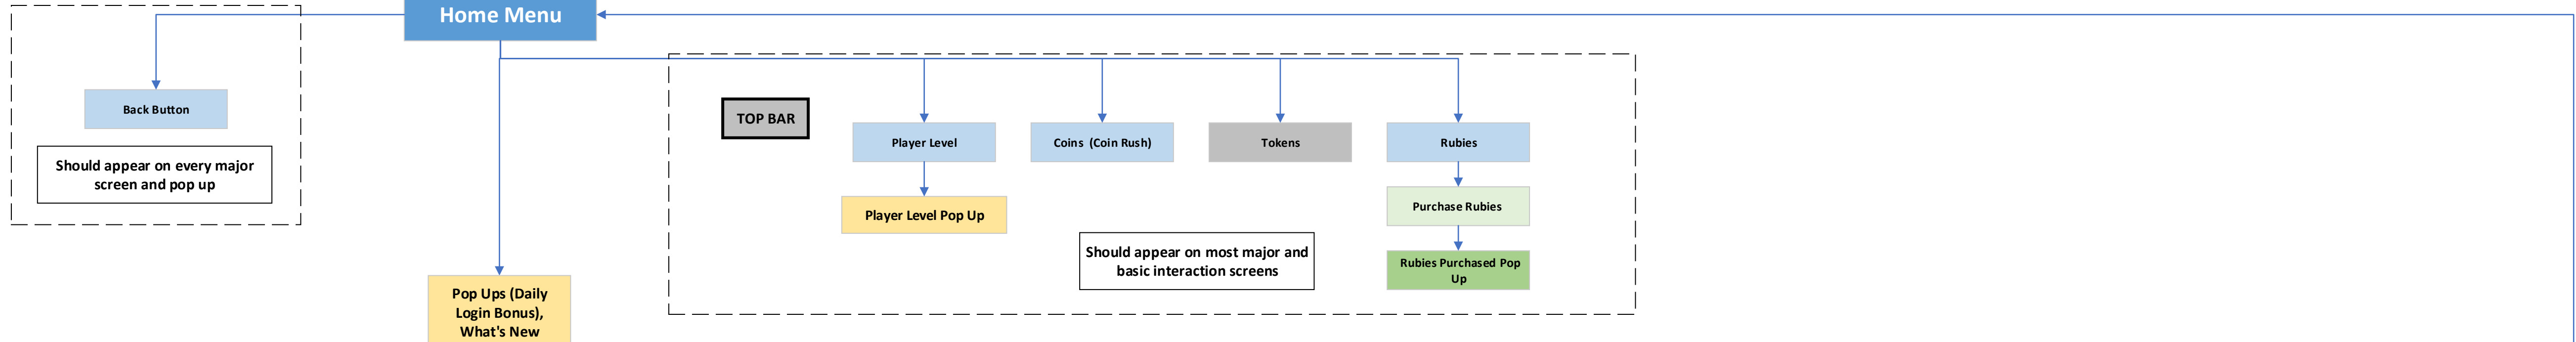 Home Menu
Back Button
Should appear on every major
screen and pop up
TOP BAR
Player Level
Coins (Coin Rush)
Tokens
Rubies
Player Level Pop Up
Purchase Rubies
Should appear on most major and
basic interaction screens
Rubies Purchased Pop
Up
Pop Ups (Daily
Login Bonus),
What's New